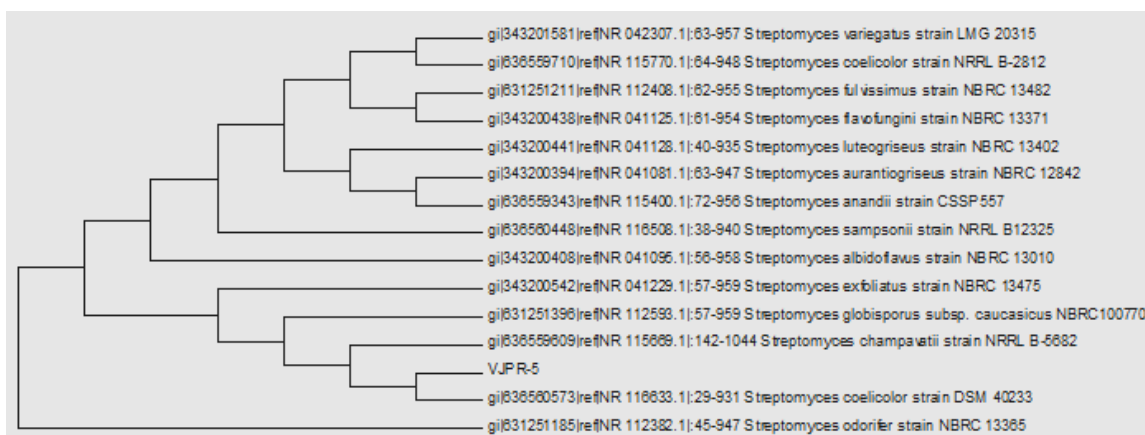 gi|343201581|ref|NR 042307.1|:63-957 Streptomyces variegatus strain LMG 20315
gi|636559710|ref|NR 115770.1|:64-948 Streptomyces coelicolor strain NRRL B-2812
gi|631251211|ref|NR 112408.1|:62-955 Streptomyces fulvissimus strain NBRC 13482
gi|343200438|ref|NR 041125.1|:61-954 Streptomyces flavofungini strain NBRC 13371
gi|343200441|ref|NR 041128.1|:40-935 Streptomyces luteogriseus strain NBRC 13402
gi|343200394|ref|NR 041081.1|:63-947 Streptomyces aurantiogriseus strain NBRC 12842
gi|636559343|ref|NR 115400.1|:72-956 Streptomyces anandii strain CSSP557
gi|636560448|ref|NR 116508.1|:38-940 Streptomyces sampsonii strain NRRL B12325
gi|343200408|ref|NR 041095.1|:56-958 Streptomyces albidoflavus strain NBRC 13010
gi|343200542|ref|NR 041229.1|:57-959 Streptomyces exfoliatus strain NBRC 13475
gi|631251396|ref|NR 112593.1|:57-959 Streptomyces globisporus subsp. caucasicus NBRC100770
gi|636559609|ref|NR 115669.1|:142-1044 Streptomyces champavatii strain NRRL B-5682
VJPR-5
gi|636560573|ref|NR 116633.1|:29-931 Streptomyces coelicolor strain DSM 40233
gi|631251185|ref|NR 112382.1|:45-947 Streptomyces odorifer strain NBRC 13365